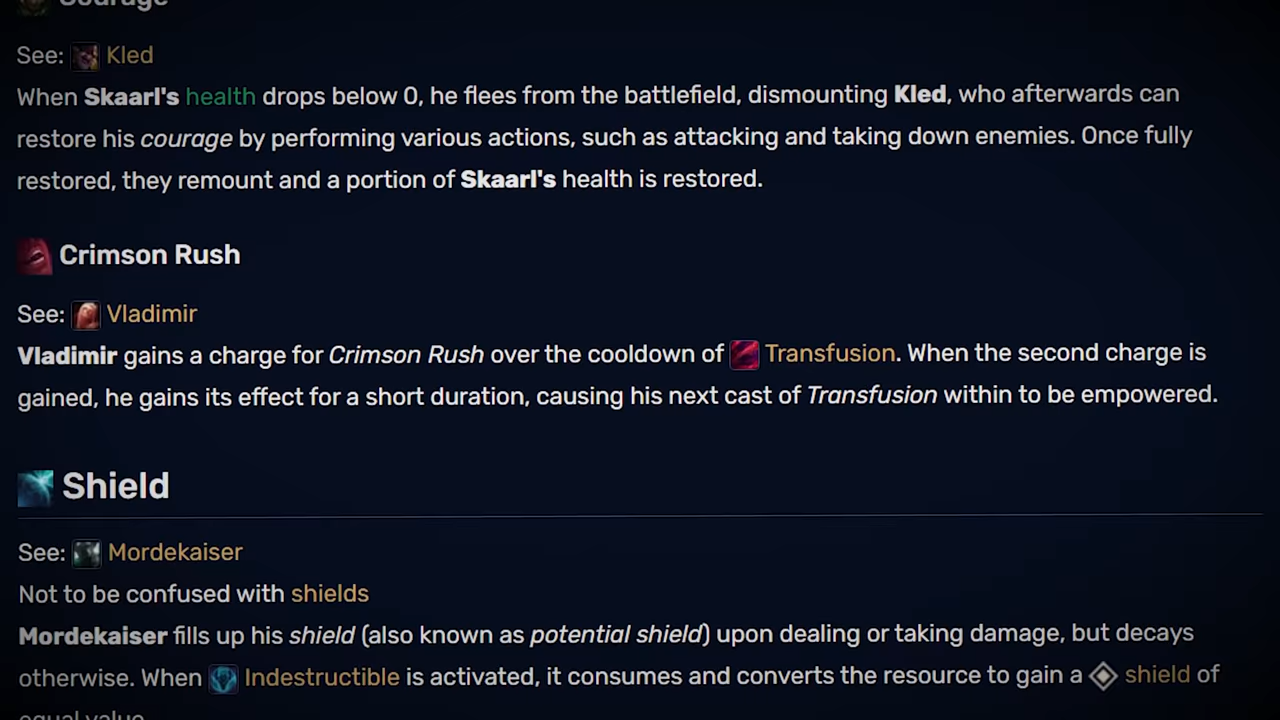 Courage
See: Kled
When Skaarl's health drops below 0, he flees from the battlefield, dismounting Kled, who afterwards can
restore his courage by performing various actions, such as attacking and taking down enemies. Once fully
restored, they remount and a portion of Skaarl's health is restored.
Crimson Rush
See: Vladimir
Vladimir gains a charge for Crimson Rush over the cooldown of Transfusion. When the second charge is
gained, he gains its effect for a short duration, causing his next cast of Transfusion within to be empowered.
Shield
See: Mordekaiser
Not to be confused with shields
Mordekaiser fills up his shield (also known as potential shield) upon dealing or taking damage, but decays
otherwise. When Indestructible is activated, it consumes and converts the resource to gain a shield of
equal value.